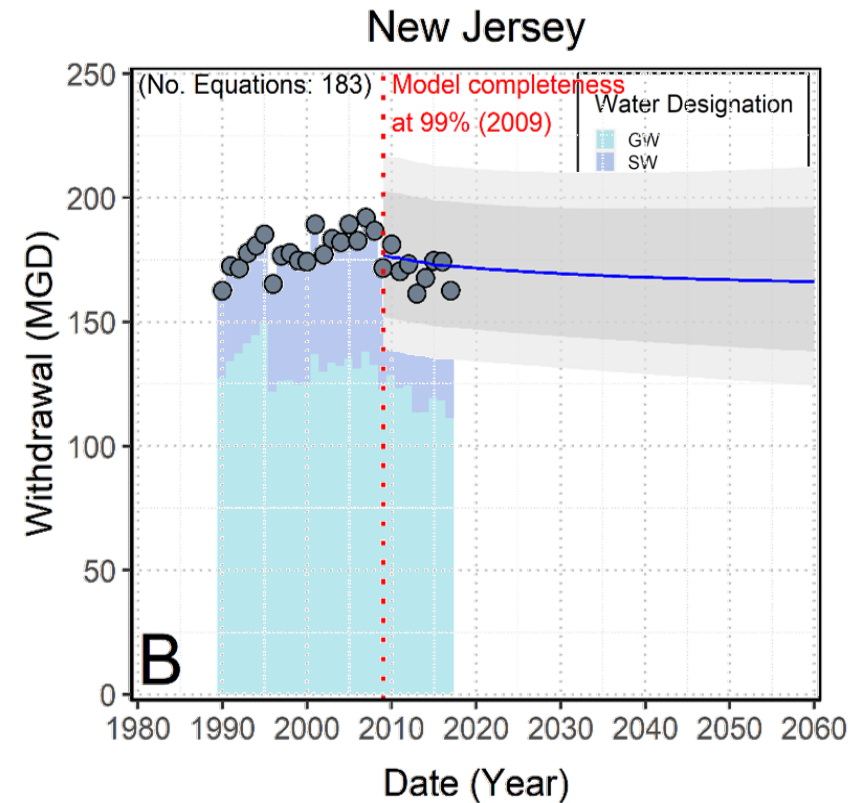 New Jersey
(No. Equations: 183)
Model completeness
at 99% (2009)
Water Designation
GW
SW
Withdrawal (MGD)
250
200
150
100
50
0
B
1980 1990 2000 2010 2020 2030 2040 2050 2060
Date (Year)